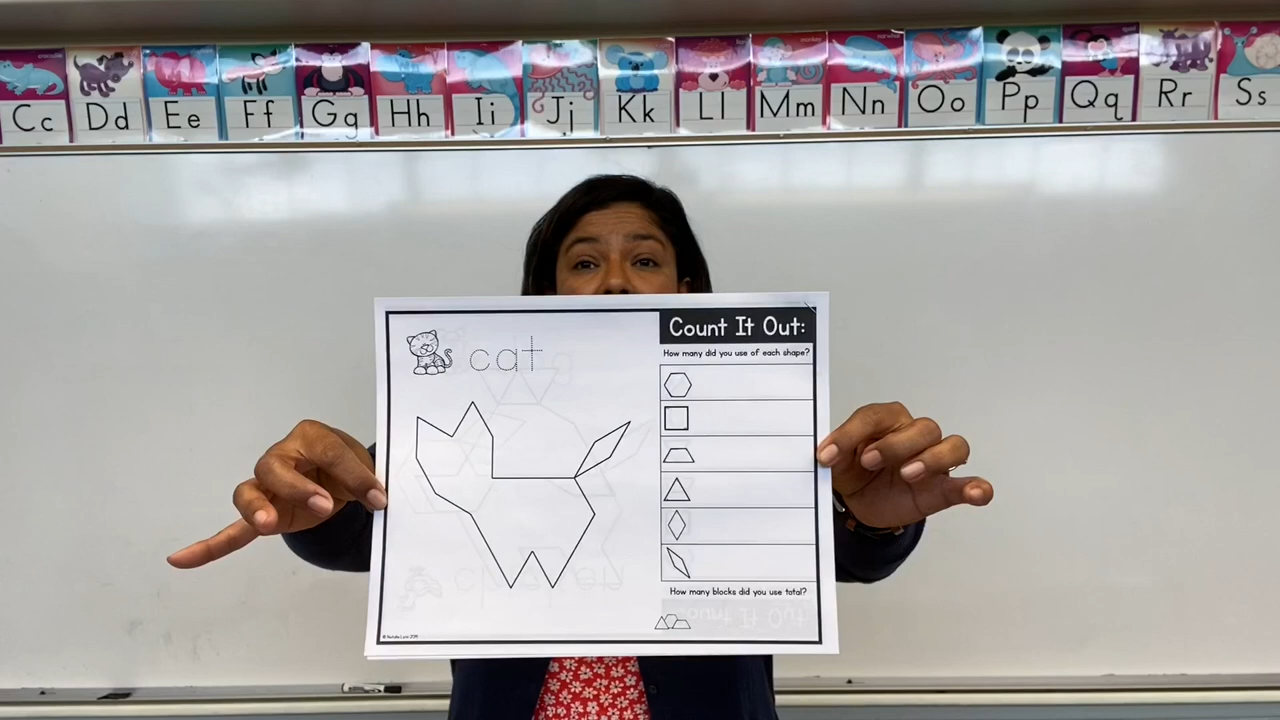 Cc Dd Ee Ff Gg Hh Ii Jj Kk Ll Mm Nn Oo Pp Qq Rr Ss
cat
Count It Out:
How many did you use of each shape?
How many blocks did you use total?